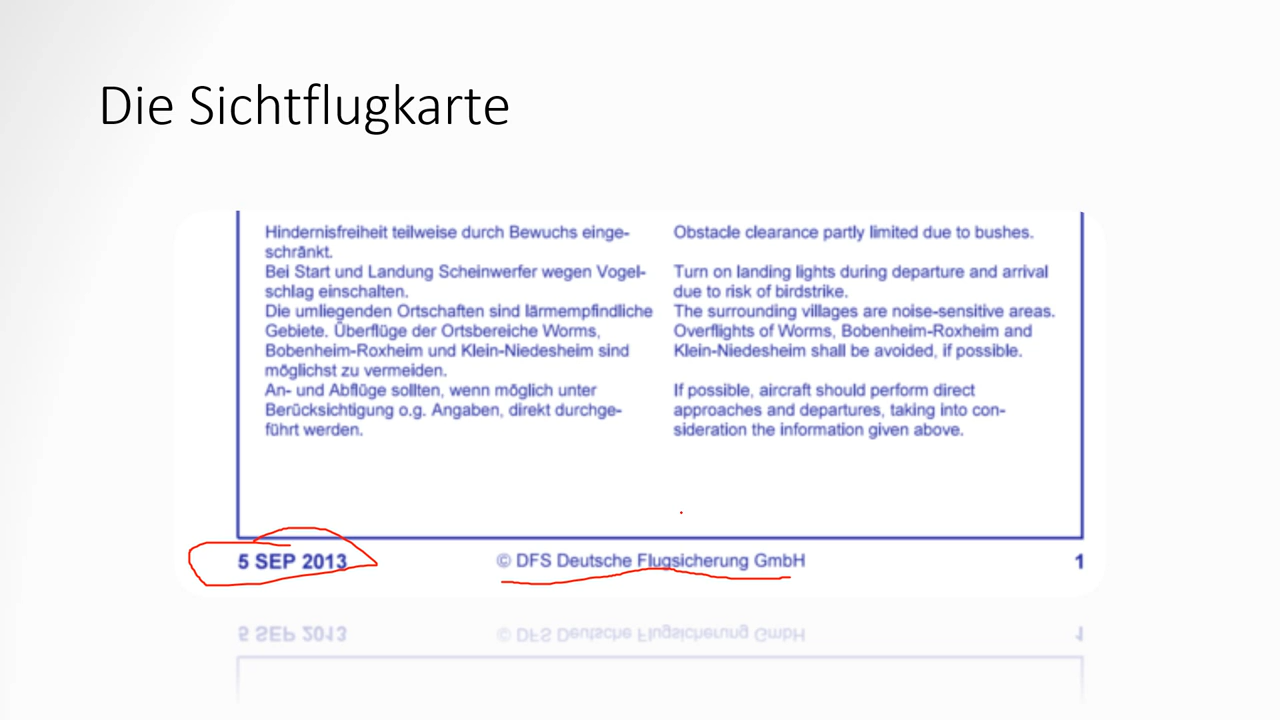 Die Sichtflugkarte
Hindernisfreiheit teilweise durch Bewuchs einge-
schränkt.
Bei Start und Landung Scheinwerfer wegen Vogel-
schlag einschalten.
Die umliegenden Ortschaften sind lärmempfindliche
Gebiete. Überflüge der Ortsbereiche Worms,
Bobenheim-Roxheim und Klein-Niedesheim sind
möglichst zu vermeiden.
An- und Abflüge sollten, wenn möglich unter
Berücksichtigung o.g. Angaben, direkt durchge-
führt werden.
Obstacle clearance partly limited due to bushes.
Turn on landing lights during departure and arrival
due to risk of birdstrike.
The surrounding villages are noise-sensitive areas.
Overflights of Worms, Bobenheim-Roxheim and
Klein-Niedesheim shall be avoided, if possible.
If possible, aircraft should perform direct
approaches and departures, taking into con-
sideration the information given above.
5 SEP 2013
© DFS Deutsche Flugsicherung GmbH
1